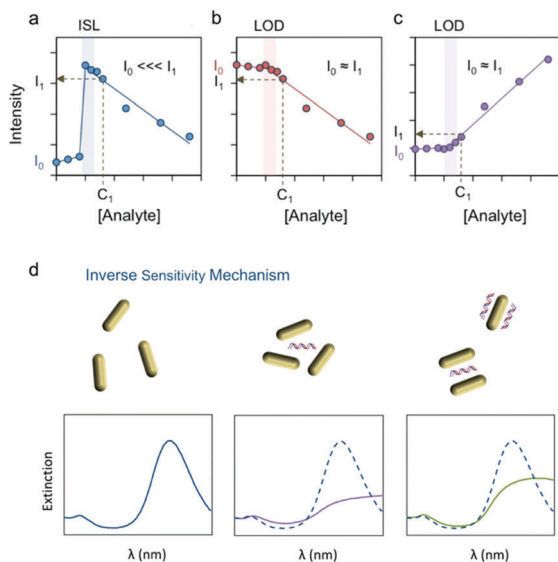 a
ISL
I₀ <<< I₁
I₁
I₀
Intensity
C₁
[Analyte]
b
LOD
I₀ ≈ I₁
I₀
I₁
C₁
[Analyte]
c
LOD
I₀ ≈ I₁
I₁
I₀
C₁
[Analyte]
d
Inverse Sensitivity Mechanism
Extinction
λ (nm)
λ (nm)
λ (nm)